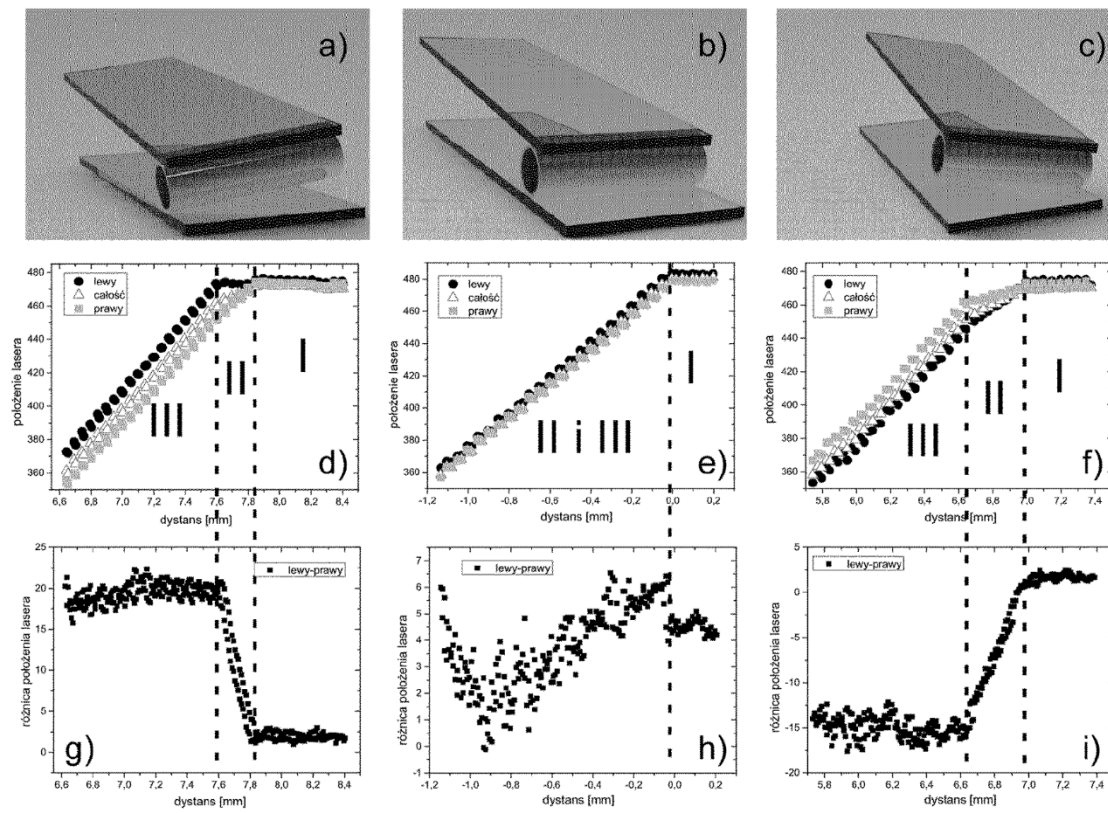 a)
b)
c)
480
460
440
420
400
380
360
lewy
całość
prawy
I
II
III
d)
położenie lasera
6,6 6,8 7,0 7,2 7,4 7,6 7,8 8,0 8,2 8,4
dystans [mm]
480
460
440
420
400
380
360
lewy
całość
prawy
I
II i III
e)
położenie lasera
-1,2 -1,0 -0,8 -0,6 -0,4 -0,2 0,0 0,2
dystans [mm]
480
460
440
420
400
380
360
lewy
całość
prawy
I
II
III
f)
położenie lasera
5,8 6,0 6,2 6,4 6,6 6,8 7,0 7,2 7,4
dystans [mm]
25
20
15
10
5
0
lewy-prawy
g)
różnica położenia lasera
6,6 6,8 7,0 7,2 7,4 7,6 7,8 8,0 8,2 8,4
dystans [mm]
8
7
6
5
4
3
2
1
0
-1
lewy-prawy
h)
różnica położenia lasera
-1,2 -1,0 -0,8 -0,6 -0,4 -0,2 0,0 0,2
dystans [mm]
5
0
-5
-10
-15
-20
lewy-prawy
i)
różnica położenia lasera
5,8 6,0 6,2 6,4 6,6 6,8 7,0 7,2 7,4
dystans [mm]